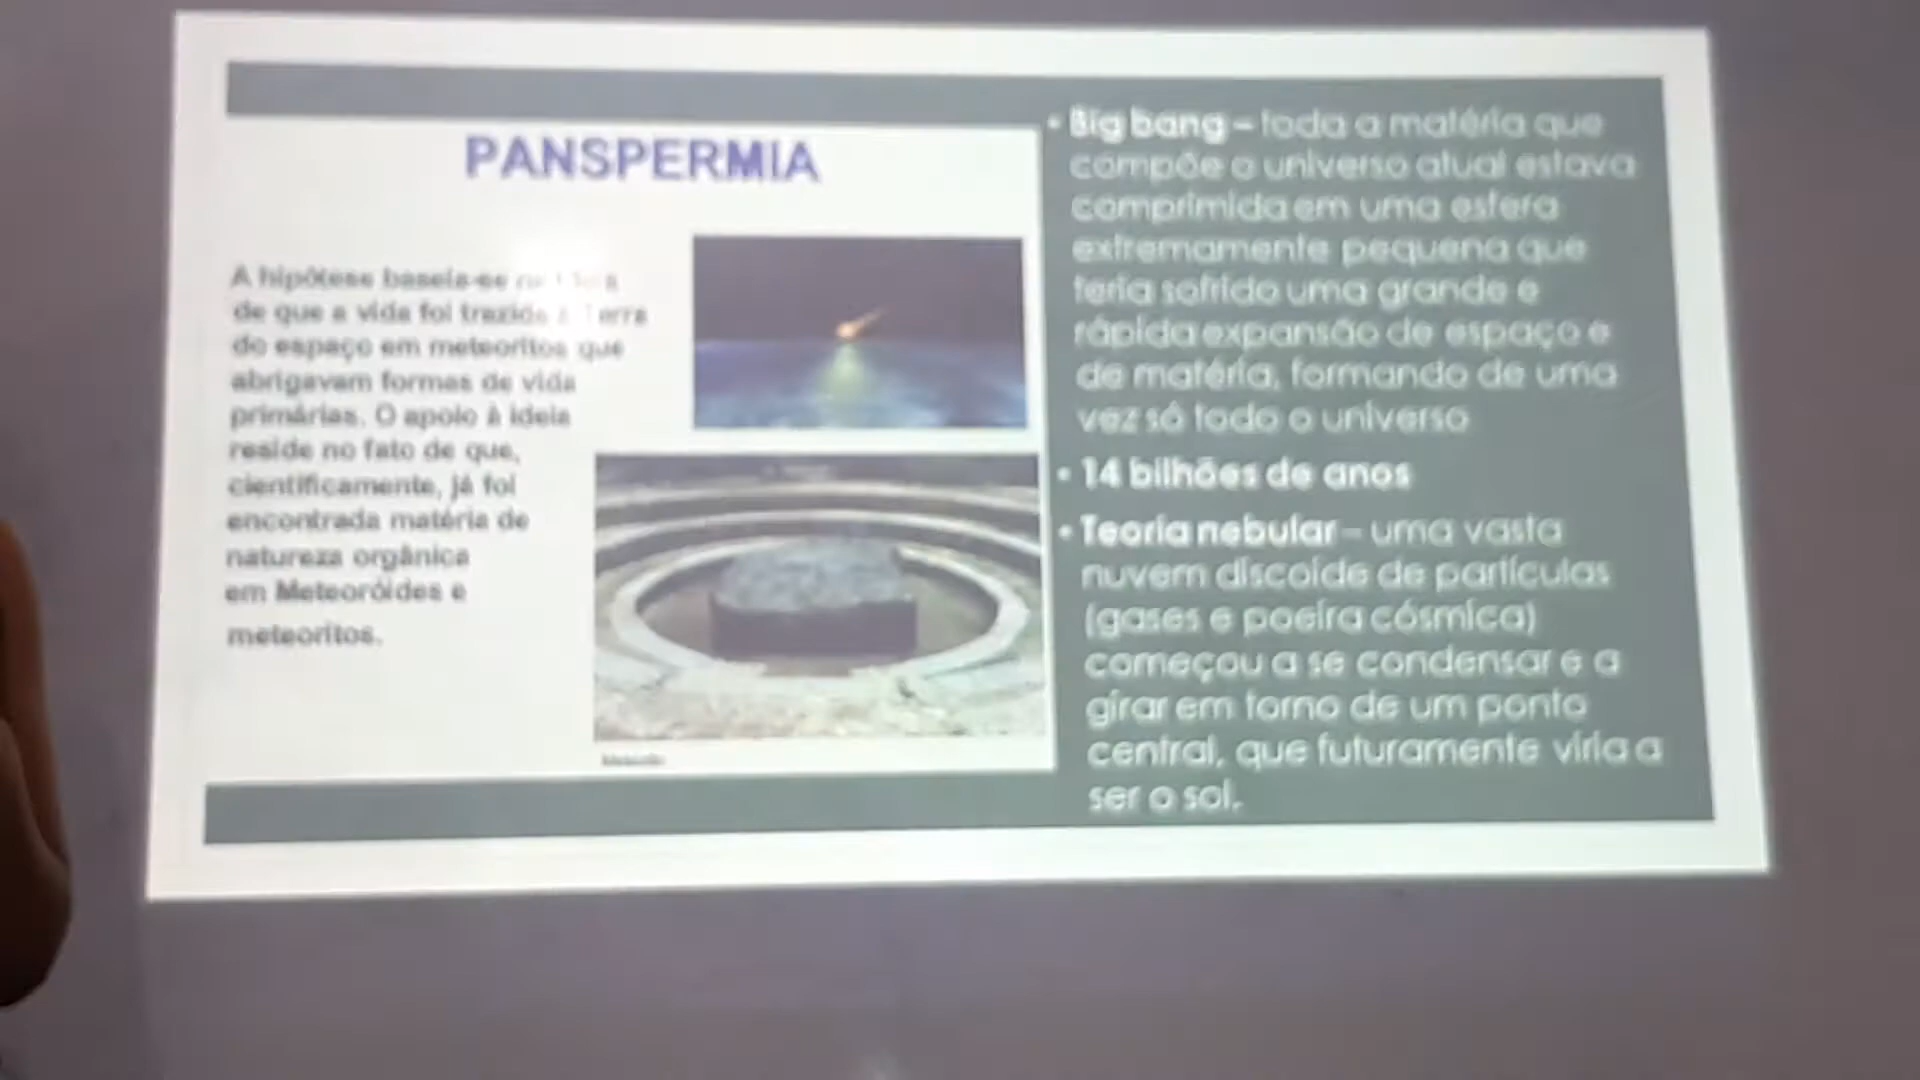 PANSPERMIA
A hipótese baseia-se
de que a vida foi trazida à Terra
do espaço em meteoritos que
abrigavam formas de vida
primárias. O apoio à ideia
reside no fato de que,
cientificamente, já foi
encontrada matéria de
natureza orgânica
em Meteoróides e
meteoritos.
• Big bang – toda a matéria que
compõe o universo atual estava
comprimida em uma esfera
extremamente pequena que
teria sofrido uma grande e
rápida expansão de espaço e
de matéria, formando de uma
vez só todo o universo
• 14 bilhões de anos
• Teoria nebular – uma vasta
nuvem discoide de partículas
(gases e poeira cósmica)
começou a se condensar e a
girar em torno de um ponto
central, que futuramente viria a
ser o sol.